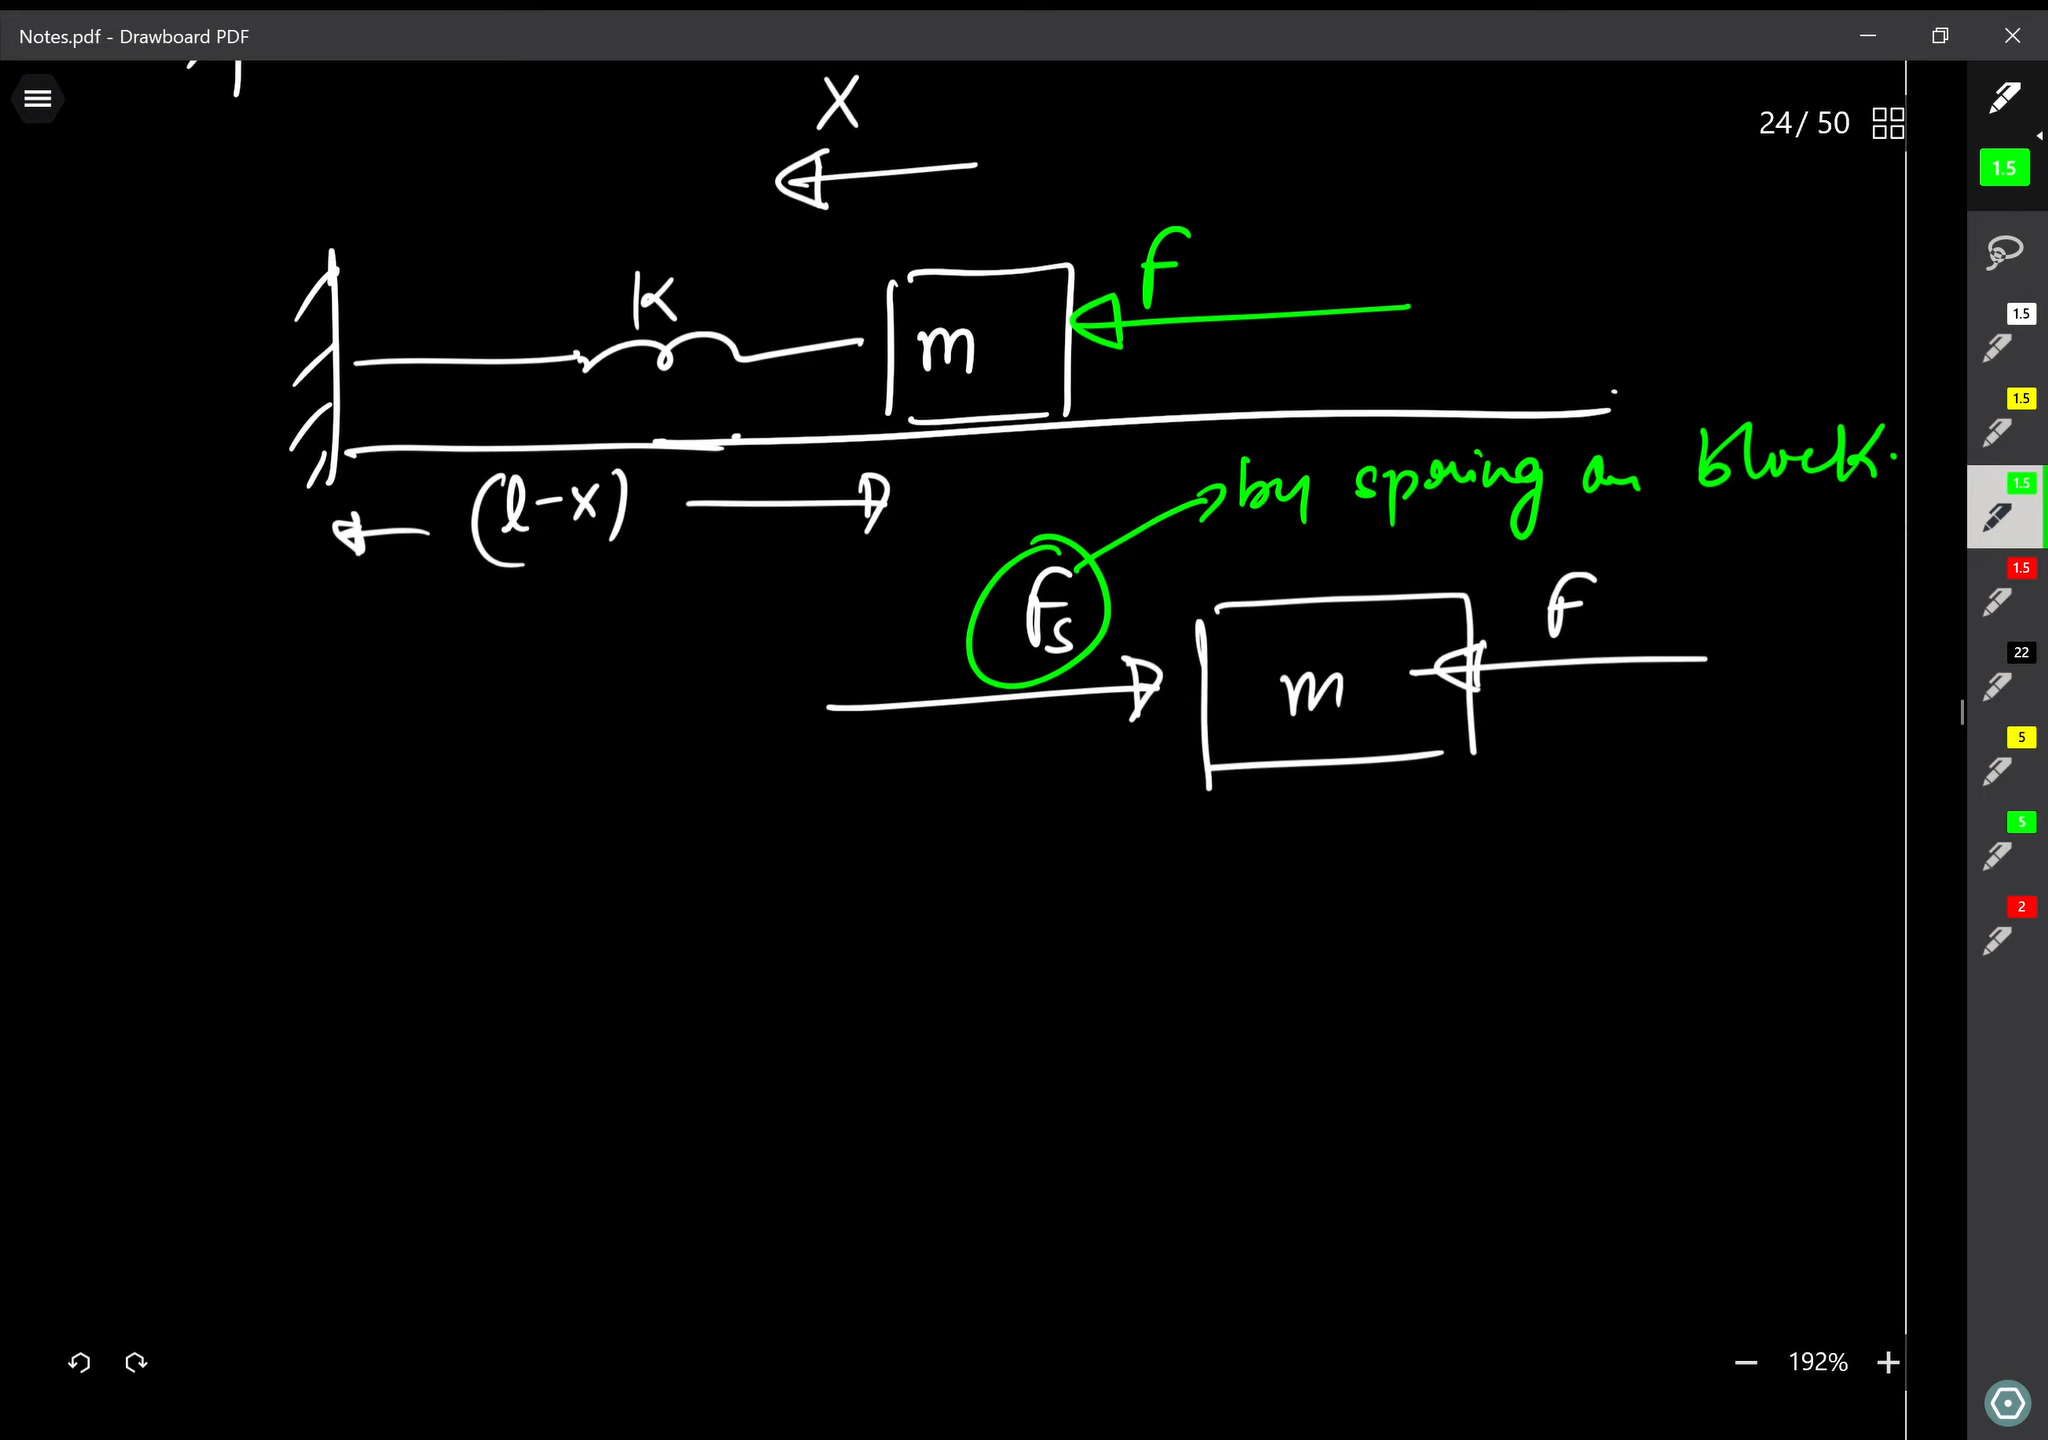 Notes.pdf - Drawboard PDF
X
24/ 50
1.5
F
K
m
1.5
1.5
by spring on block.
1.5
(l-x)
Fs
F
1.5
m
22
5
5
2
192%